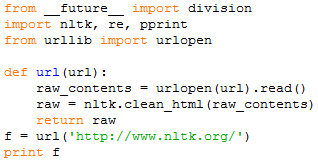 from __future__ import division
import nltk, re, pprint
from urllib import urlopen
def url(url):
    raw_contents = urlopen(url).read()
    raw = nltk.clean_html(raw_contents)
    return raw
f = url('http://www.nltk.org/')
print f